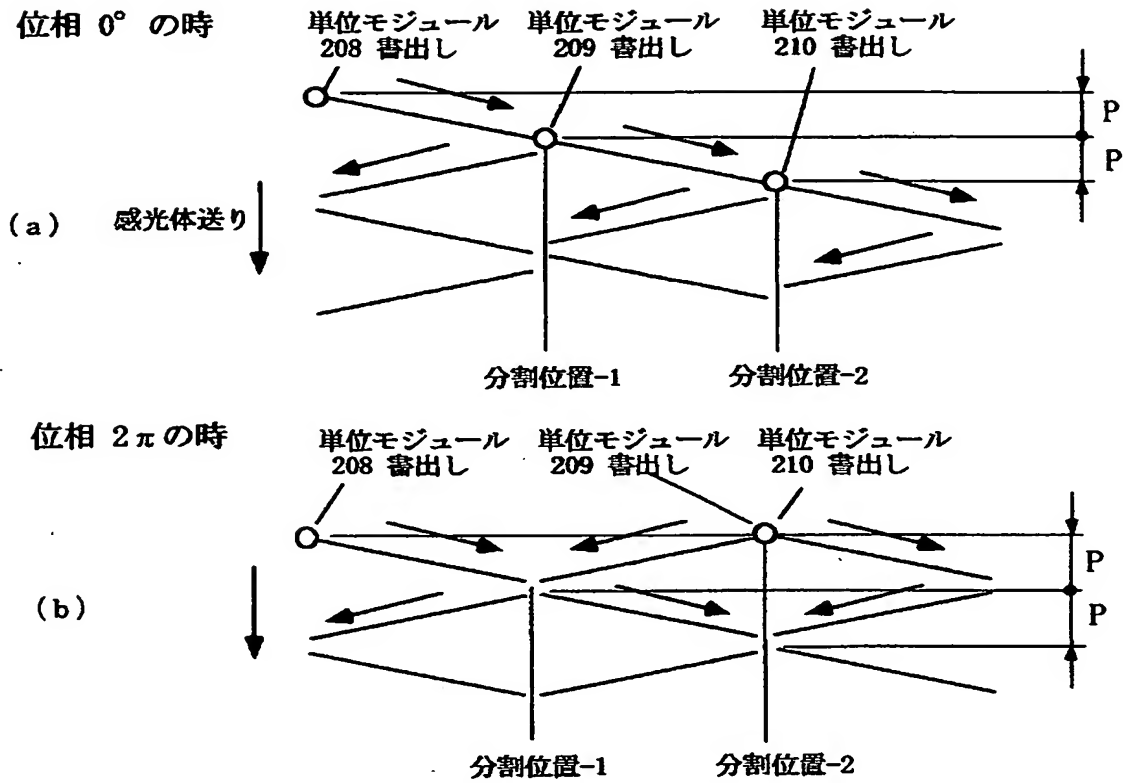 位相 0° の時
単位モジュール
208 書出し
単位モジュール
209 書出し
単位モジュール
210 書出し
P
P
(a)
感光体送り
分割位置-1
分割位置-2
位相 2π の時
単位モジュール
208 書出し
単位モジュール
209 書出し
単位モジュール
210 書出し
P
P
(b)
分割位置-1
分割位置-2